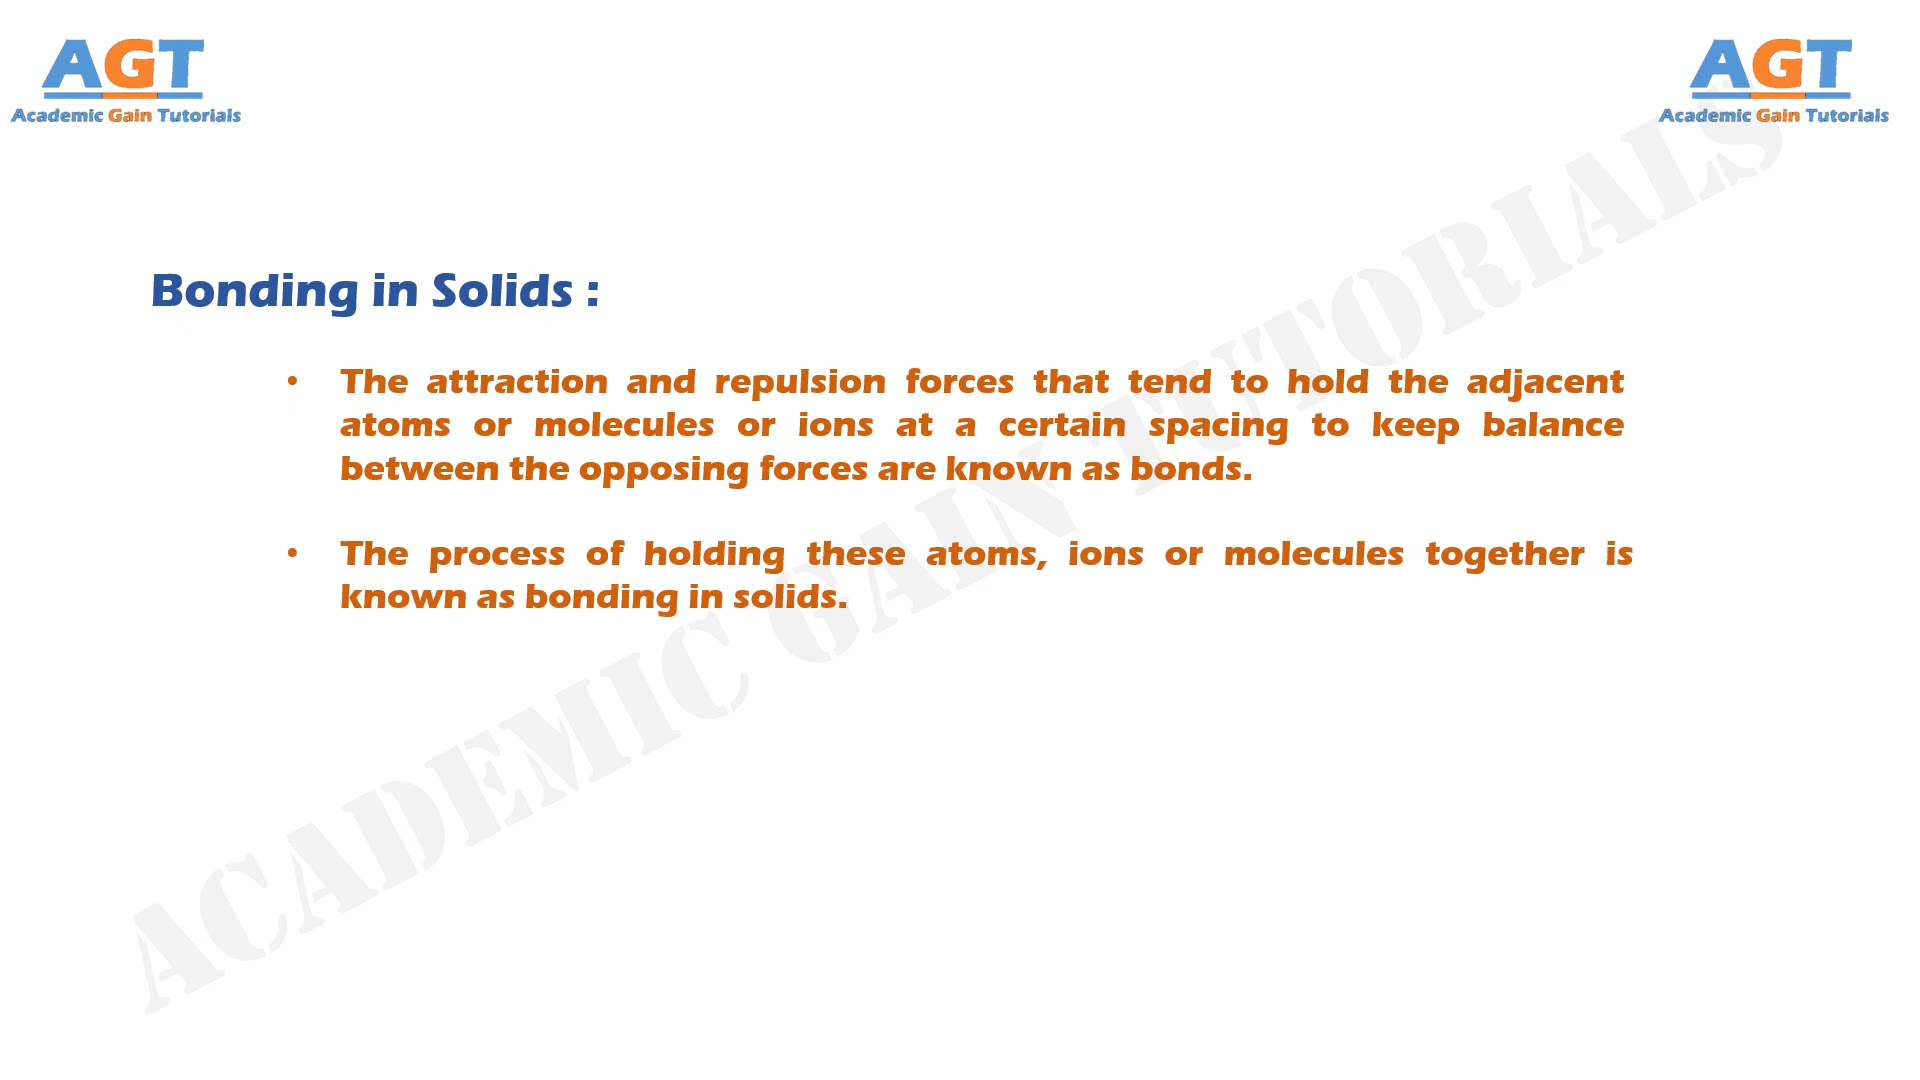 AGT
Academic Gain Tutorials
AGT
Academic Gain Tutorials
Bonding in Solids :
• The attraction and repulsion forces that tend to hold the adjacent
atoms or molecules or ions at a certain spacing to keep balance
between the opposing forces are known as bonds.
• The process of holding these atoms, ions or molecules together is
known as bonding in solids.
ACADEMIC GAIN TUTORIALS